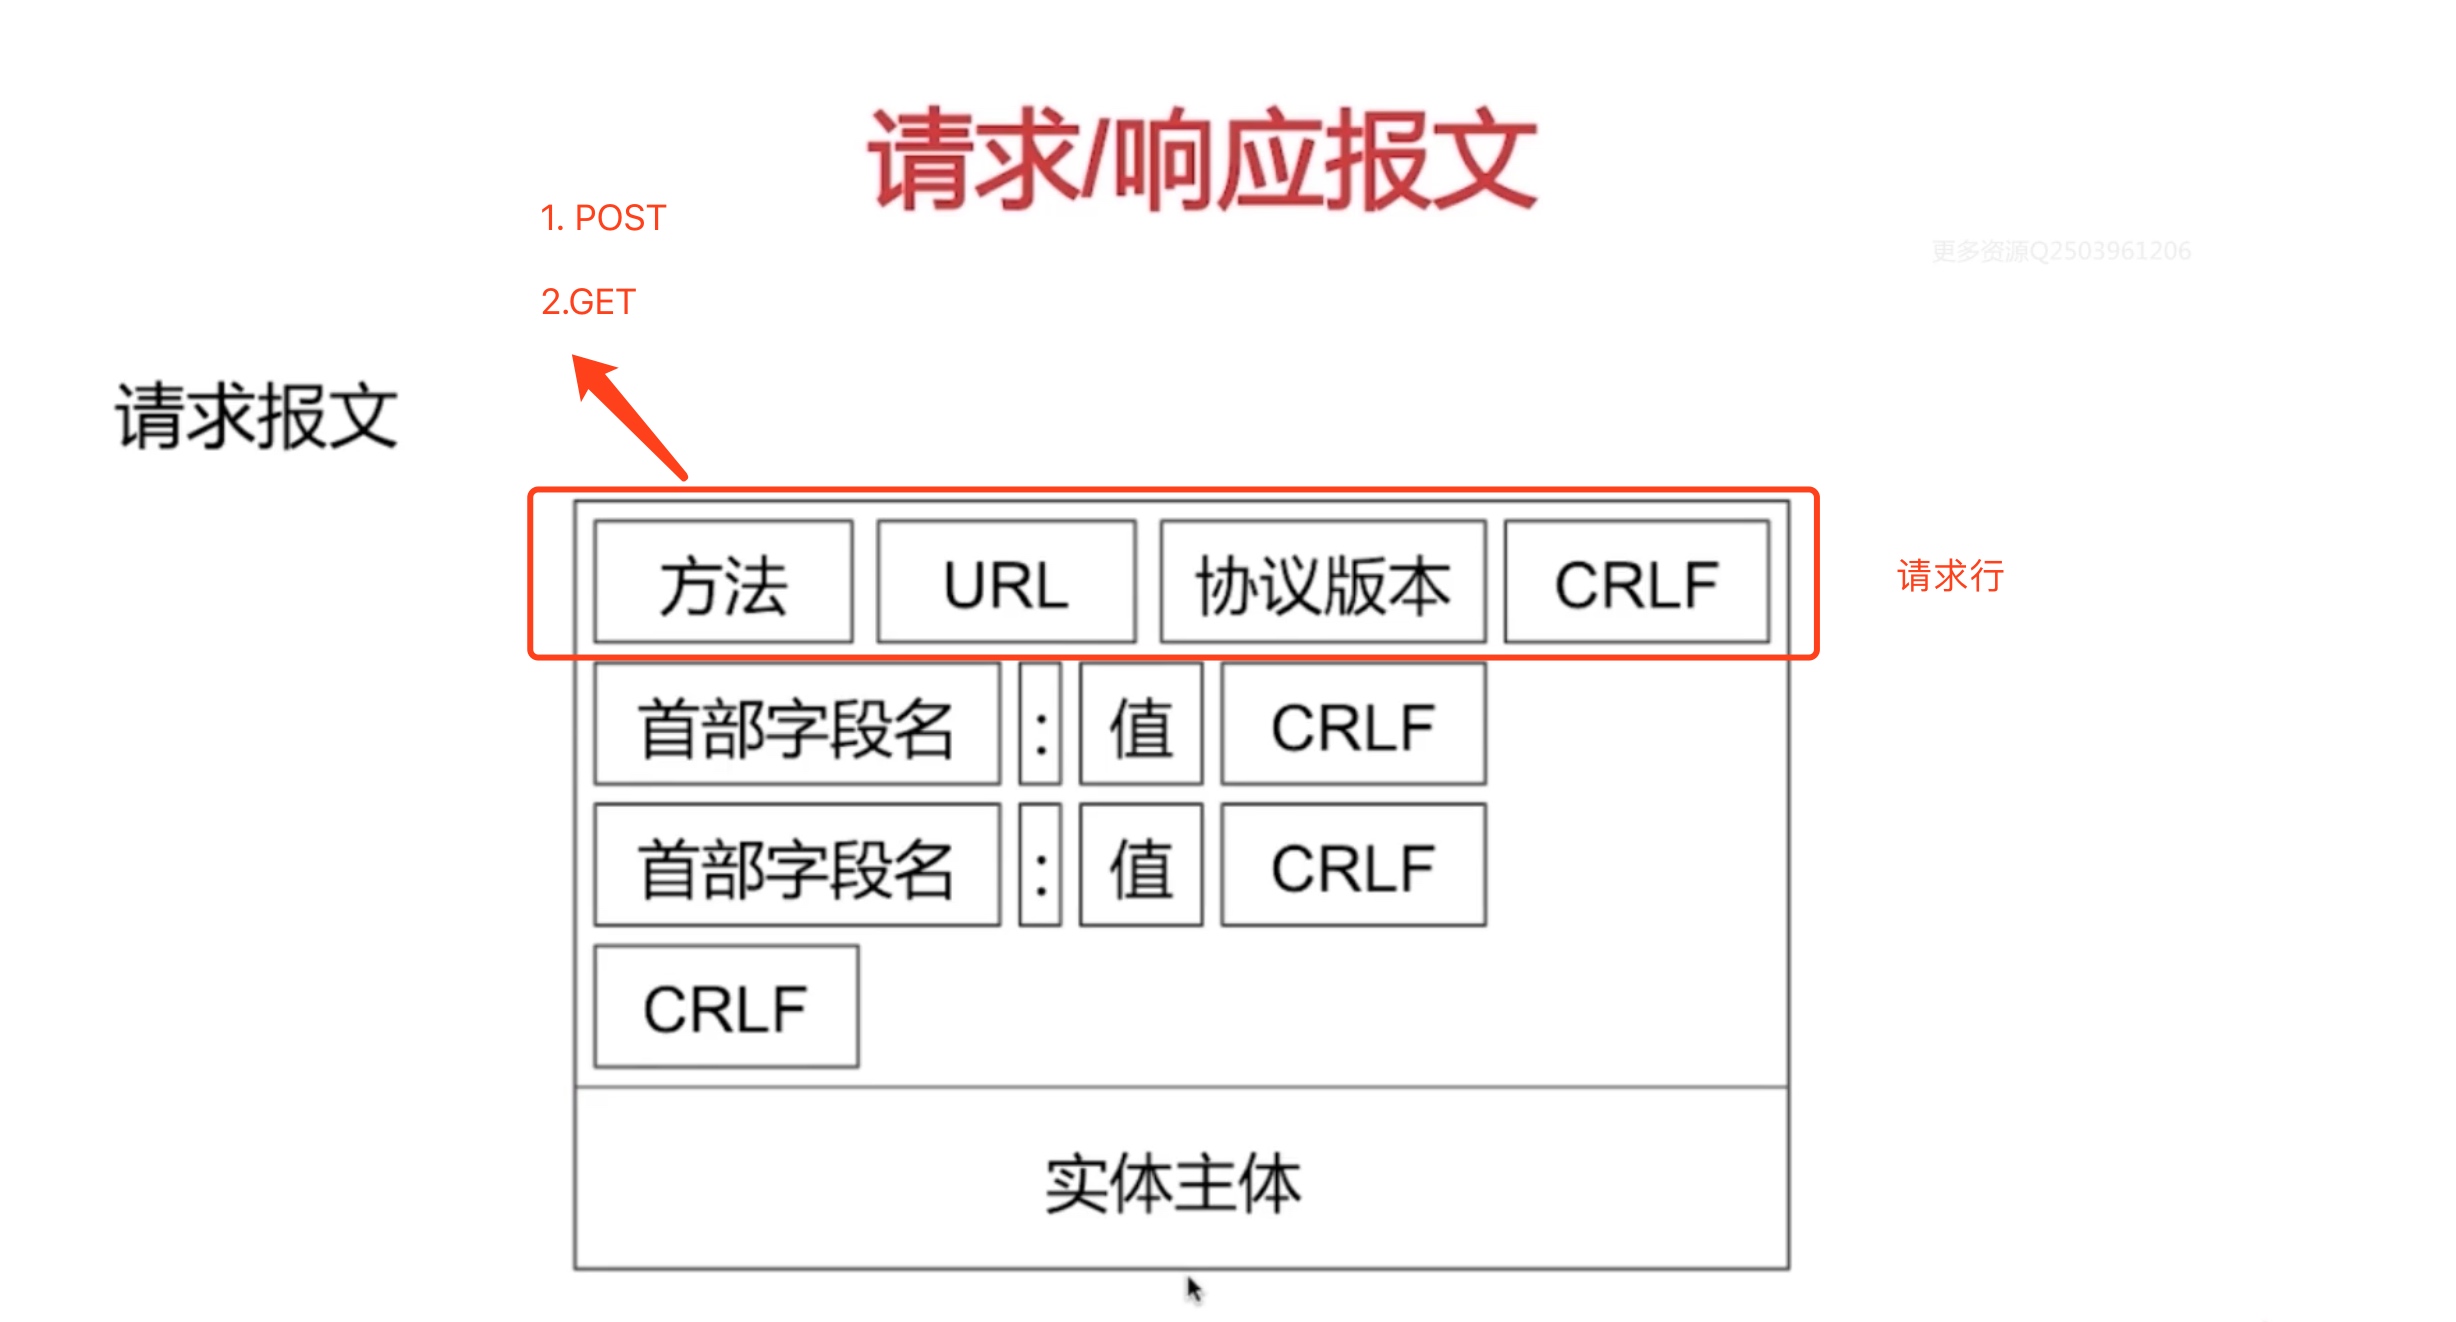 请求/响应报文
1. POST
更多资源Q2503961206
2.GET
请求报文
方法 URL 协议版本 CRLF
请求行
首部字段名 : 值 CRLF
首部字段名 : 值 CRLF
CRLF
实体主体